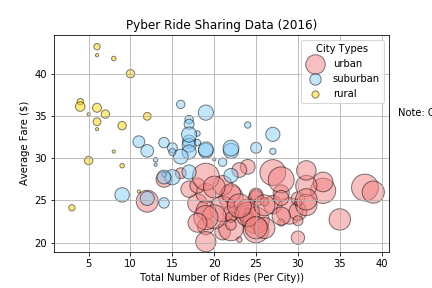 Pyber Ride Sharing Data (2016)
City Types
urban
suburban
rural
Note:
Average Fare ($)
40
35
30
25
20
5
10
15
20
25
30
35
40
Total Number of Rides (Per City))